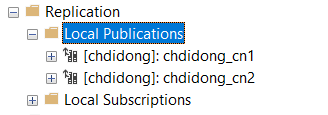 Replication
Local Publications
[chdidong]: chdidong_cn1
[chdidong]: chdidong_cn2
Local Subscriptions